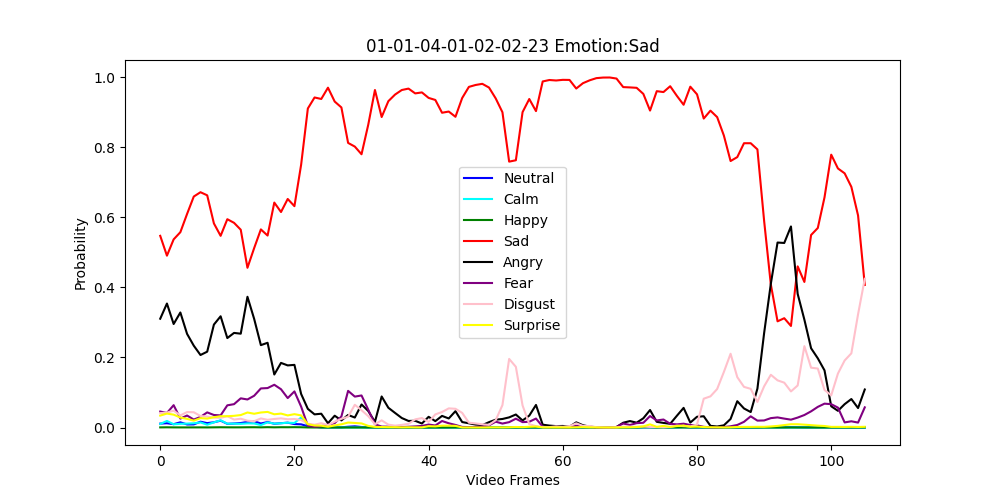 01-01-04-01-02-02-23 Emotion:Sad
Probability
1.0
0.8
0.6
0.4
0.2
0.0
Neutral
Calm
Happy
Sad
Angry
Fear
Disgust
Surprise
0 20 40 60 80 100
Video Frames